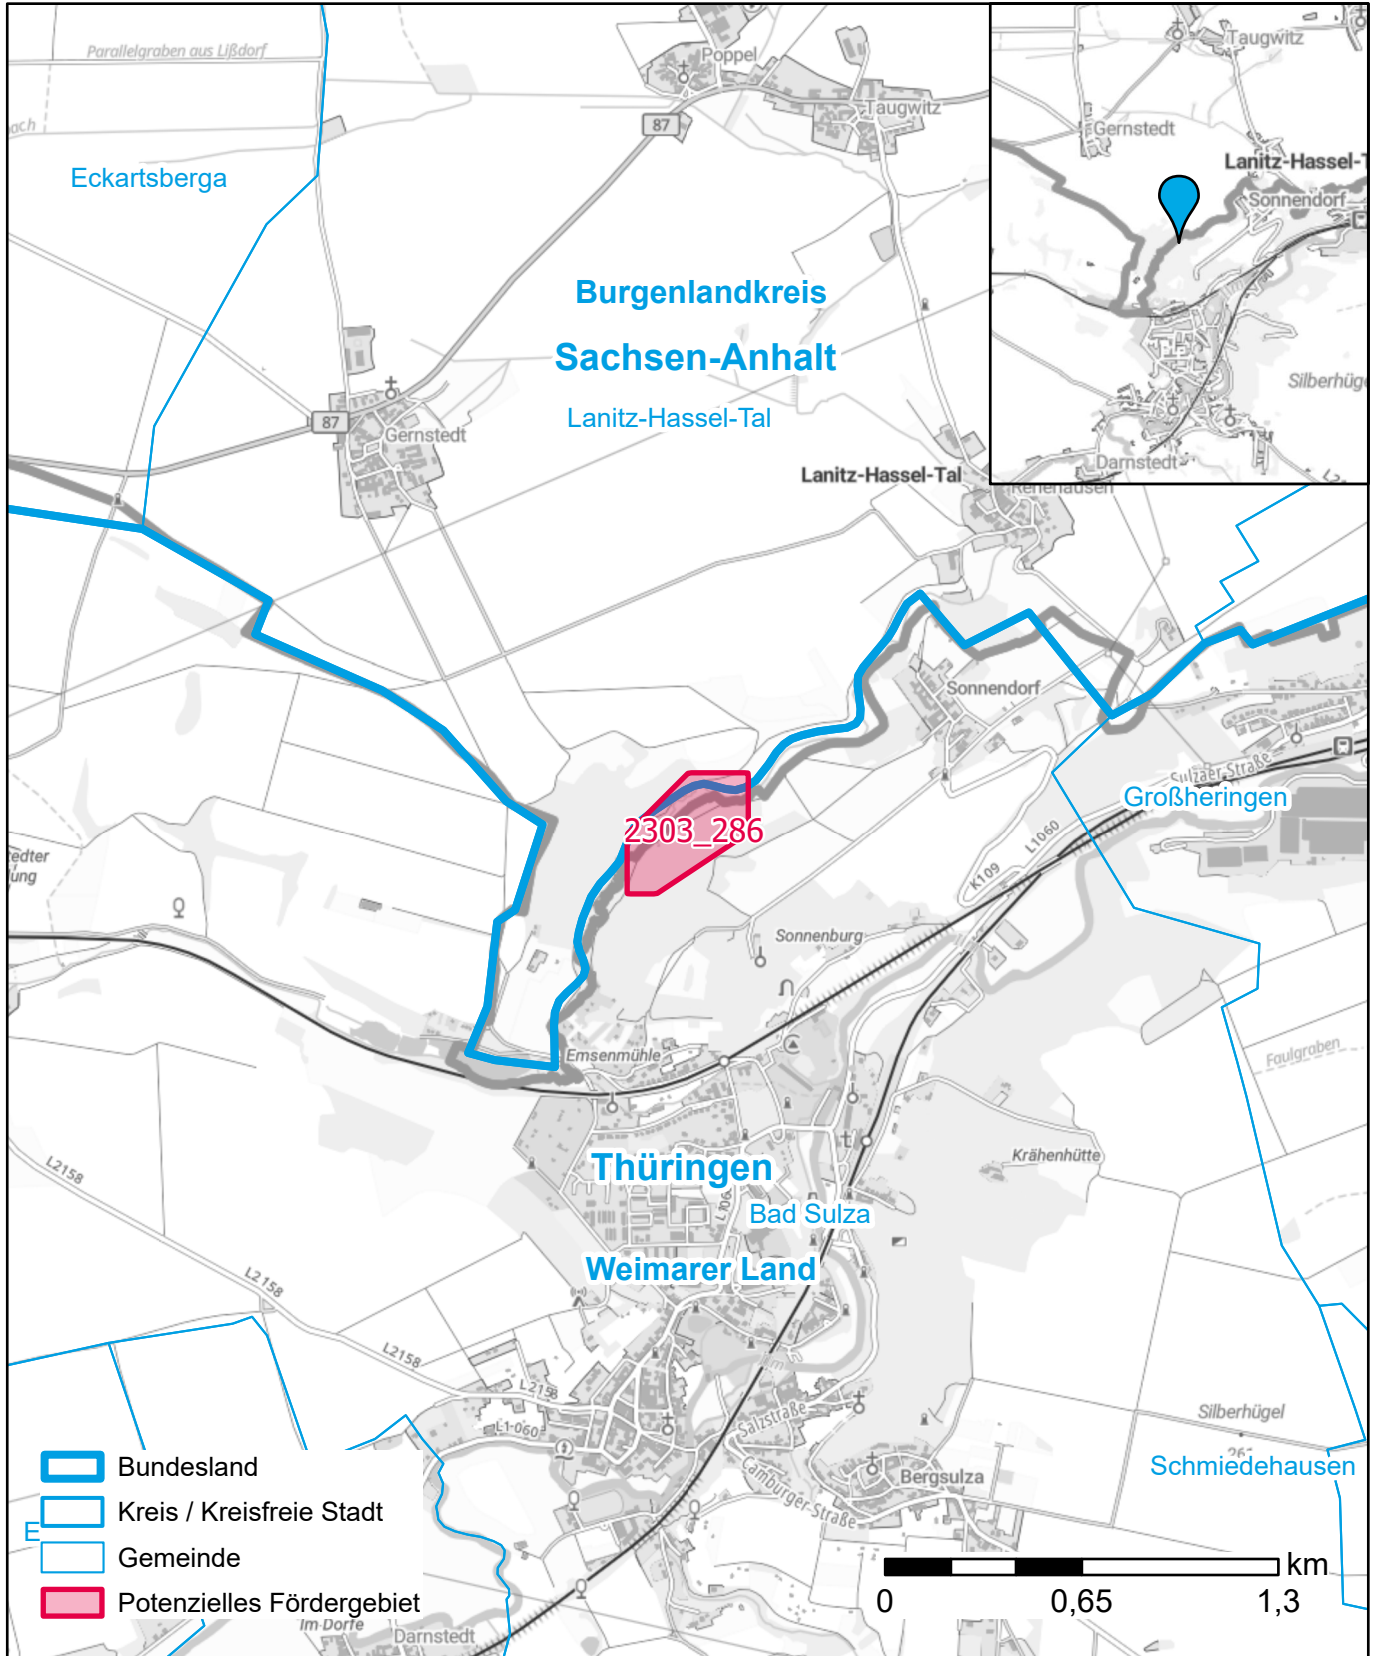 Parallelgraben aus Lißdorf
Poppel
Taugwitz
87
Eckartsberga
Burgenlandkreis
Sachsen-Anhalt
Lanitz-Hassel-Tal
87
Gernstedt
Lanitz-Hassel-Tal
Taugwitz
Gernstedt
Sonnendorf
Silberhüge
Darnstedt
Sonnendorf
Sulzaer Straße
Großheringen
2303_286
L1060
K109
Sonnenburg
Emsenmühle
Faulgraben
Krähenhütte
Thüringen
Bad Sulza
Weimarer Land
L2158
L2158
L2158
L2158
L1060
Salzstraße
Camburger-Straße
Bergsulza
Silberhügel
Schmiedehausen
Im Dorfe
Darnstedt
Bundesland
Kreis / Kreisfreie Stadt
Gemeinde
Potenzielles Fördergebiet
km
0
0,65
1,3